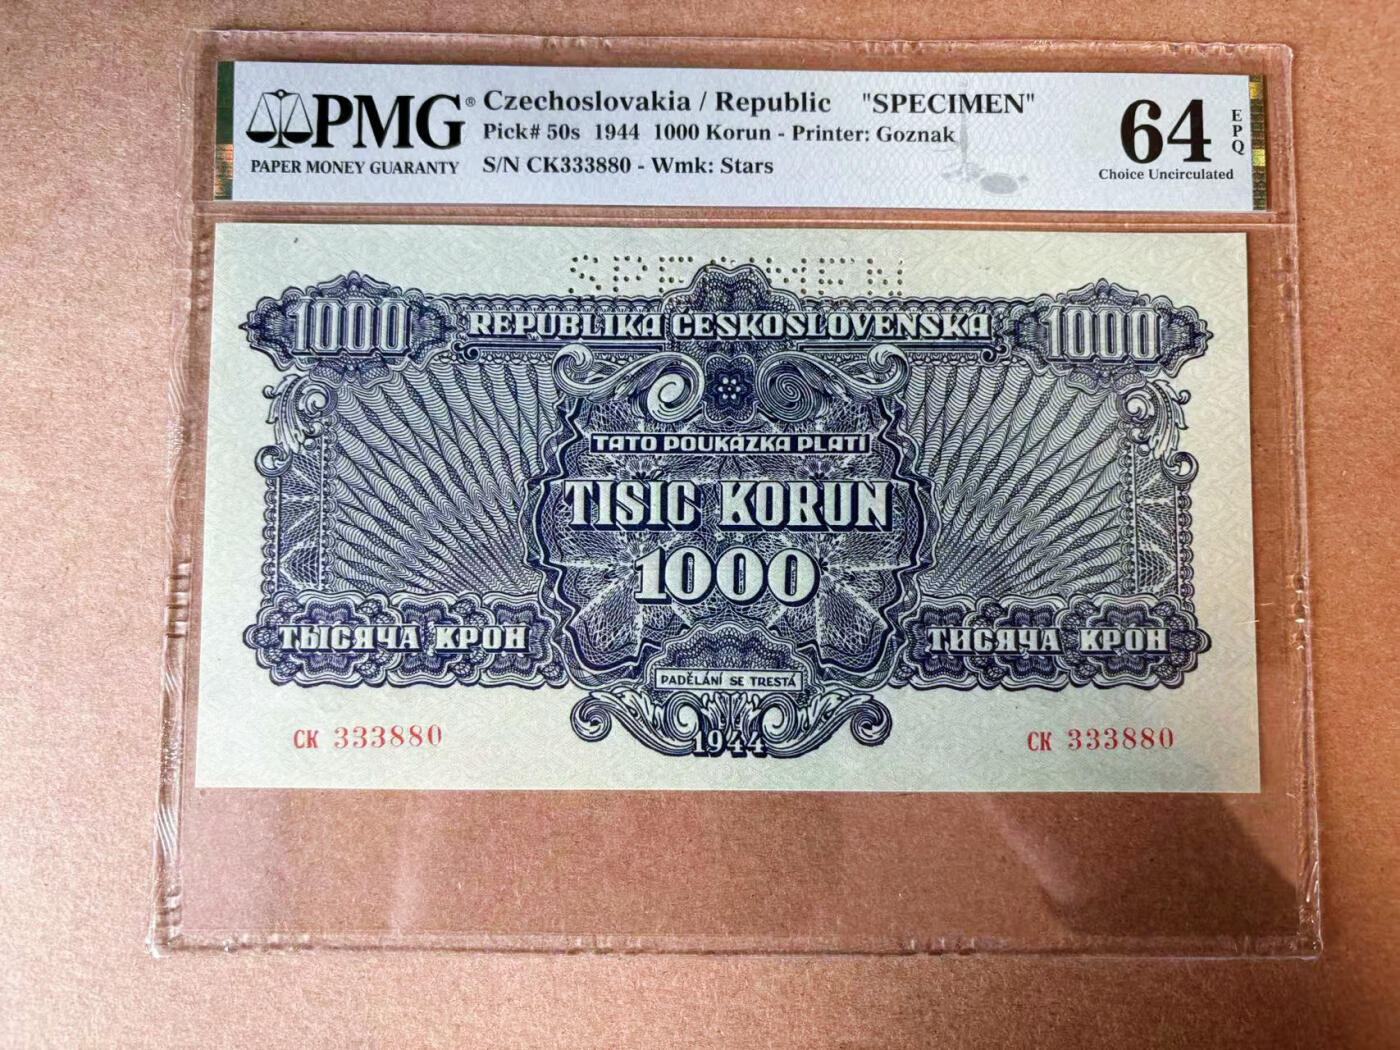 PMG® Czechoslovakia / Republic "SPECIMEN"
Pick# 50s 1944 1000 Korun - Printer: Goznak
S/N CK333880 - Wmk: Stars
PAPER MONEY GUARANTY
64 EPQ
Choice Uncirculated
SPECIMEN
1000 REPUBLIKA ČESKOSLOVENSKÁ 1000
TATO POUKÁZKA PLATÍ
TISÍC KORUN
1000
ТЫСЯЧА КРОН
ТИСЯЧА КРОН
PADĚLÁNÍ SE TRESTÁ
СК 333880
1944
СК 333880